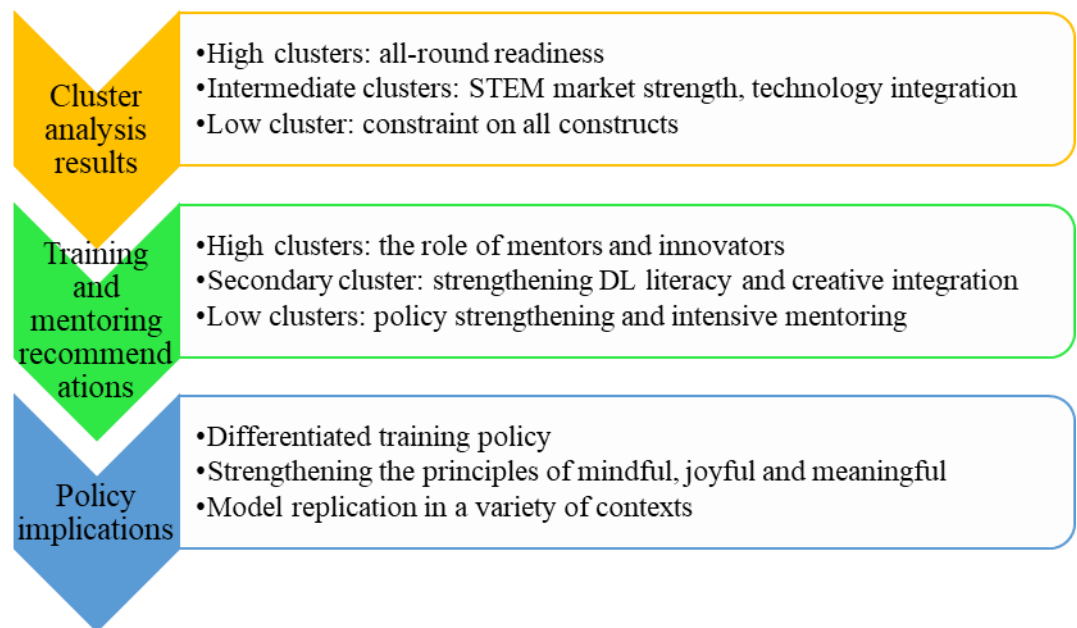 Cluster
analysis
results
•High clusters: all-round readiness
•Intermediate clusters: STEM market strength, technology integration
•Low cluster: constraint on all constructs
Training
and
mentoring
recommend
ations
•High clusters: the role of mentors and innovators
•Secondary cluster: strengthening DL literacy and creative integration
•Low clusters: policy strengthening and intensive mentoring
Policy
implications
•Differentiated training policy
•Strengthening the principles of mindful, joyful and meaningful
•Model replication in a variety of contexts